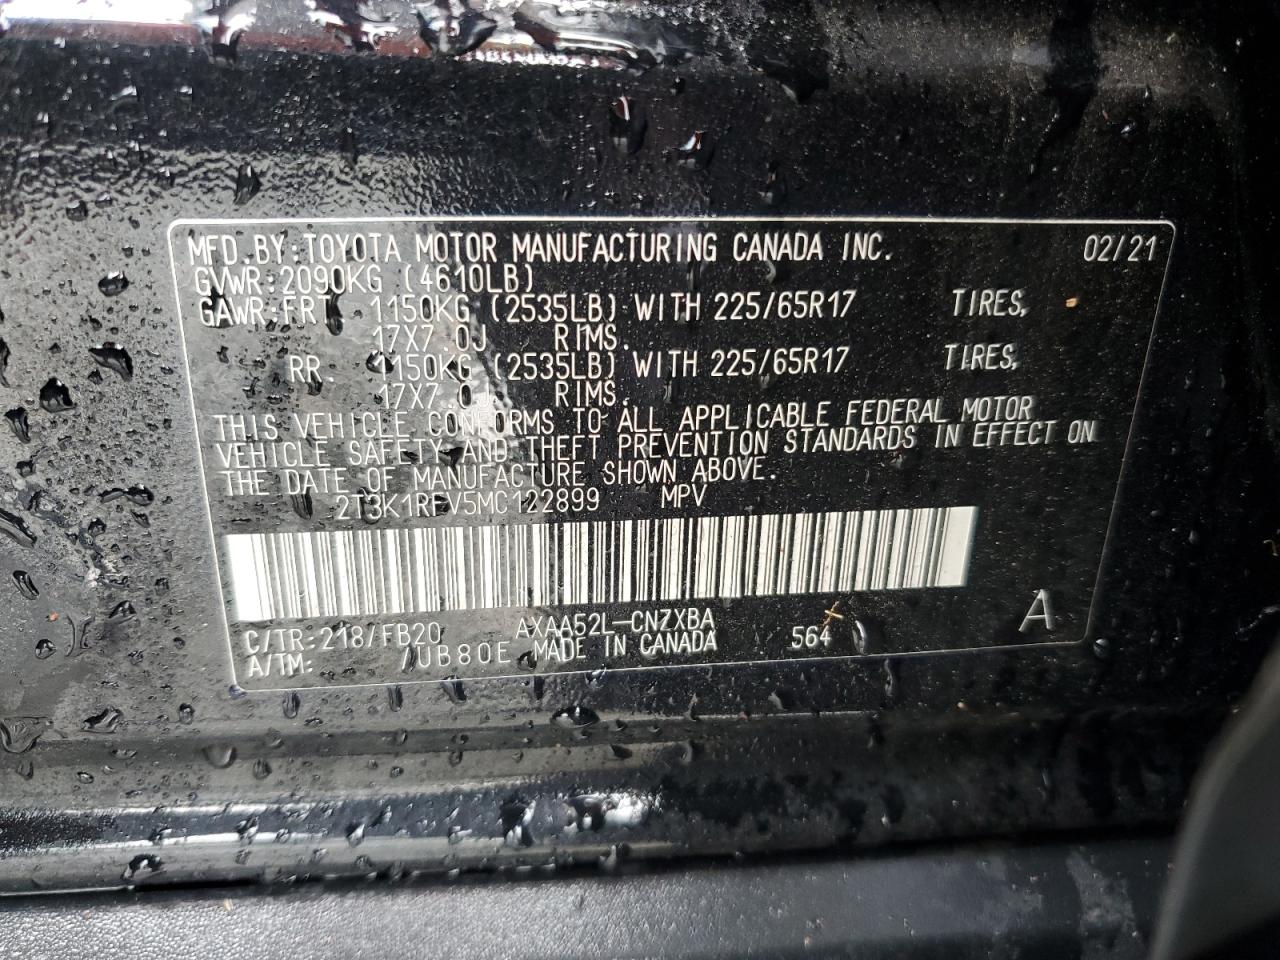 MFD.BY:TOYOTA MOTOR MANUFACTURING CANADA INC. 02/21
GVWR:2090KG (4610LB)
GAWR:FRT. 1150KG (2535LB) WITH 225/65R17 TIRES,
17X7.0J RIMS.
RR. 1150KG (2535LB) WITH 225/65R17 TIRES,
17X7.0 RIMS.
THIS VEHICLE CONFORMS TO ALL APPLICABLE FEDERAL MOTOR
VEHICLE SAFETY AND THEFT PREVENTION STANDARDS IN EFFECT ON
THE DATE OF MANUFACTURE SHOWN ABOVE.
2T3K1RFV5MC122899 MPV
C/TR:218/FB20 AXAA52L-CNZXBA 564 A
A/TM: /UB80E MADE IN CANADA